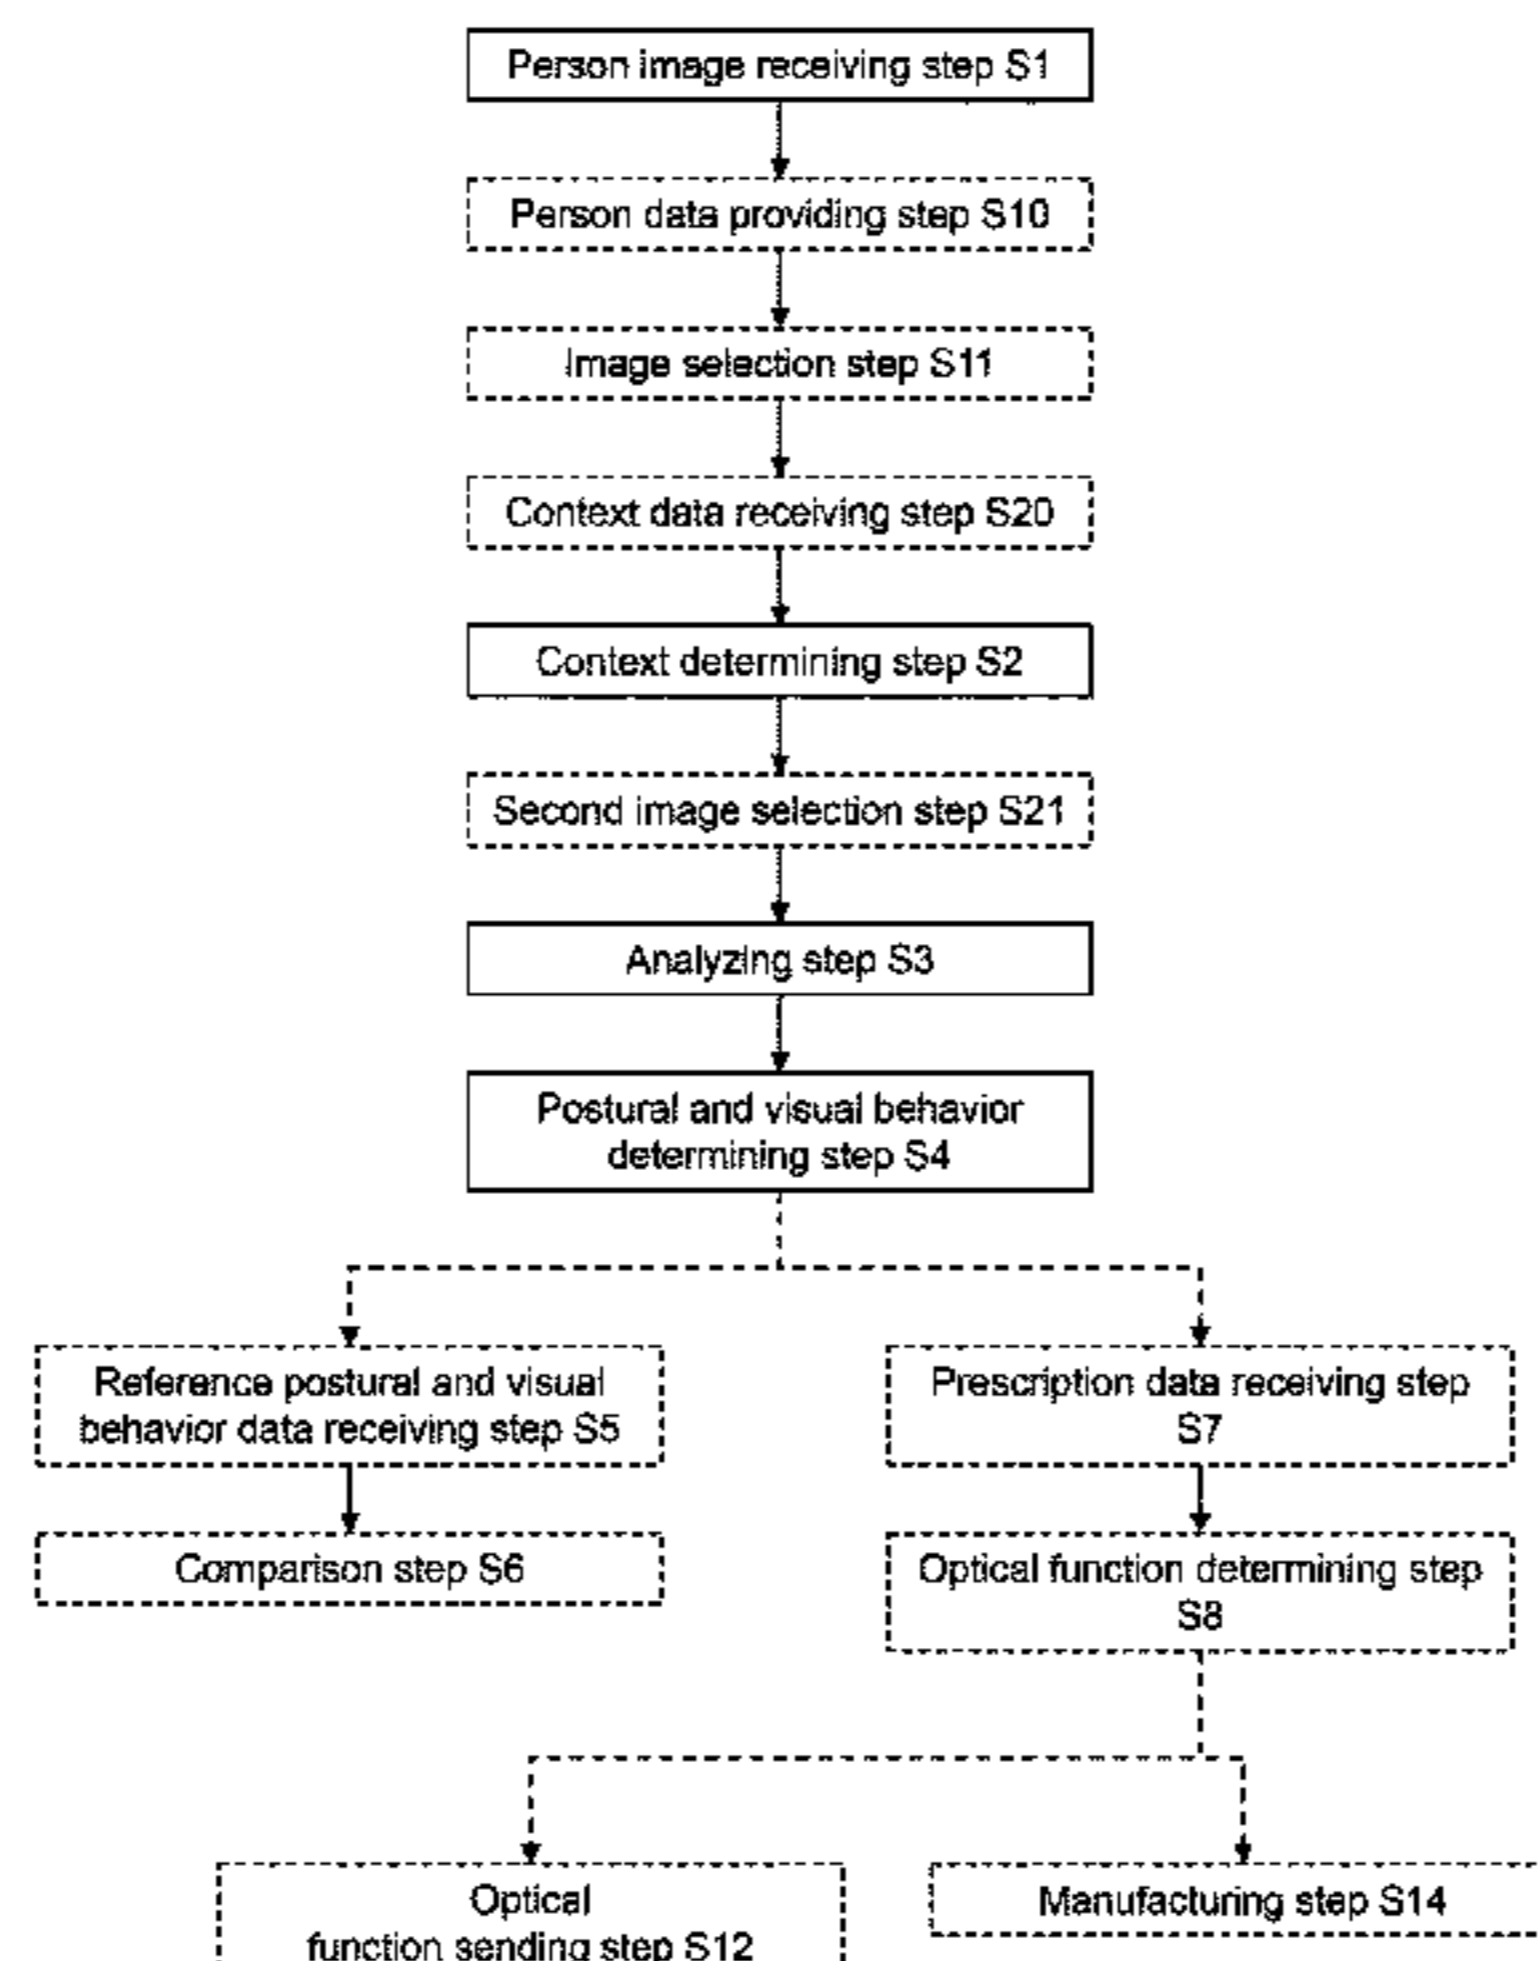 Person image receiving step S1
Person data providing step S10
Image selection step S11
Context data receiving step S20
Context determining step S2
Second image selection step S21
Analyzing step S3
Postural and visual behavior
determining step S4
Reference postural and visual
behavior data receiving step S5
Prescription data receiving step
S7
Comparison step S6
Optical function determining step
S8
Optical
function sending step S12
Manufacturing step S14